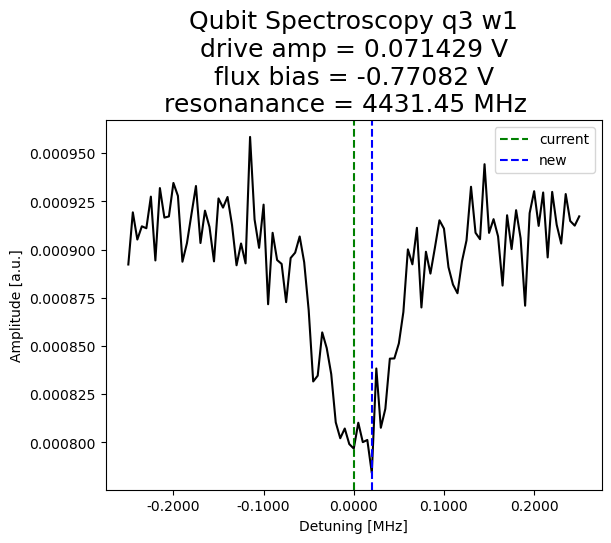 Qubit Spectroscopy q3 w1
drive amp = 0.071429 V
flux bias = -0.77082 V
resonanance = 4431.45 MHz
current
new
0.000950
0.000925
0.000900
0.000875
0.000850
0.000825
0.000800
Amplitude [a.u.]
-0.2000
-0.1000
0.0000
0.1000
0.2000
Detuning [MHz]